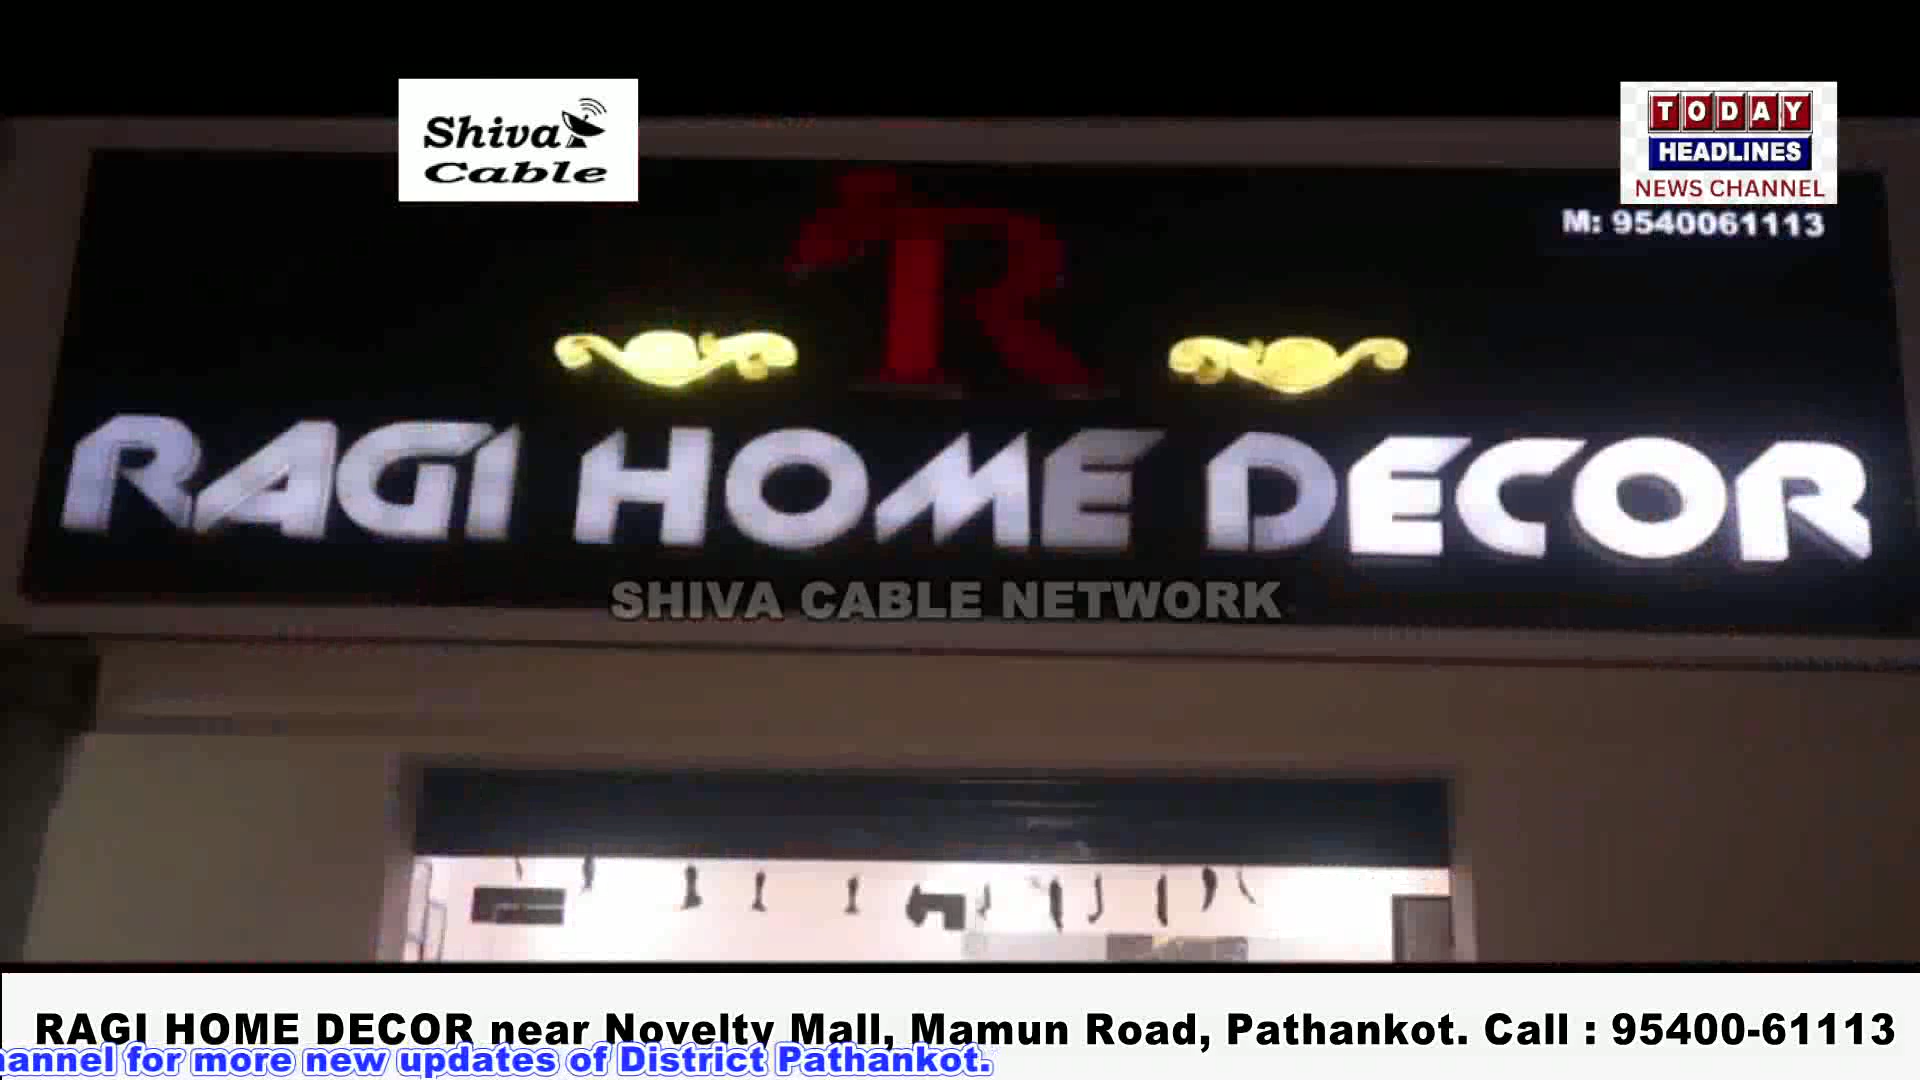 Shiva
Cable
TODAY
HEADLINES
NEWS CHANNEL
M: 9540061113
R
RAGI HOME DECOR
SHIVA CABLE NETWORK
RAGI HOME DECOR near Novelty Mall, Mamun Road, Pathankot. Call : 95400-61113
hannel for more new updates of District Pathankot.